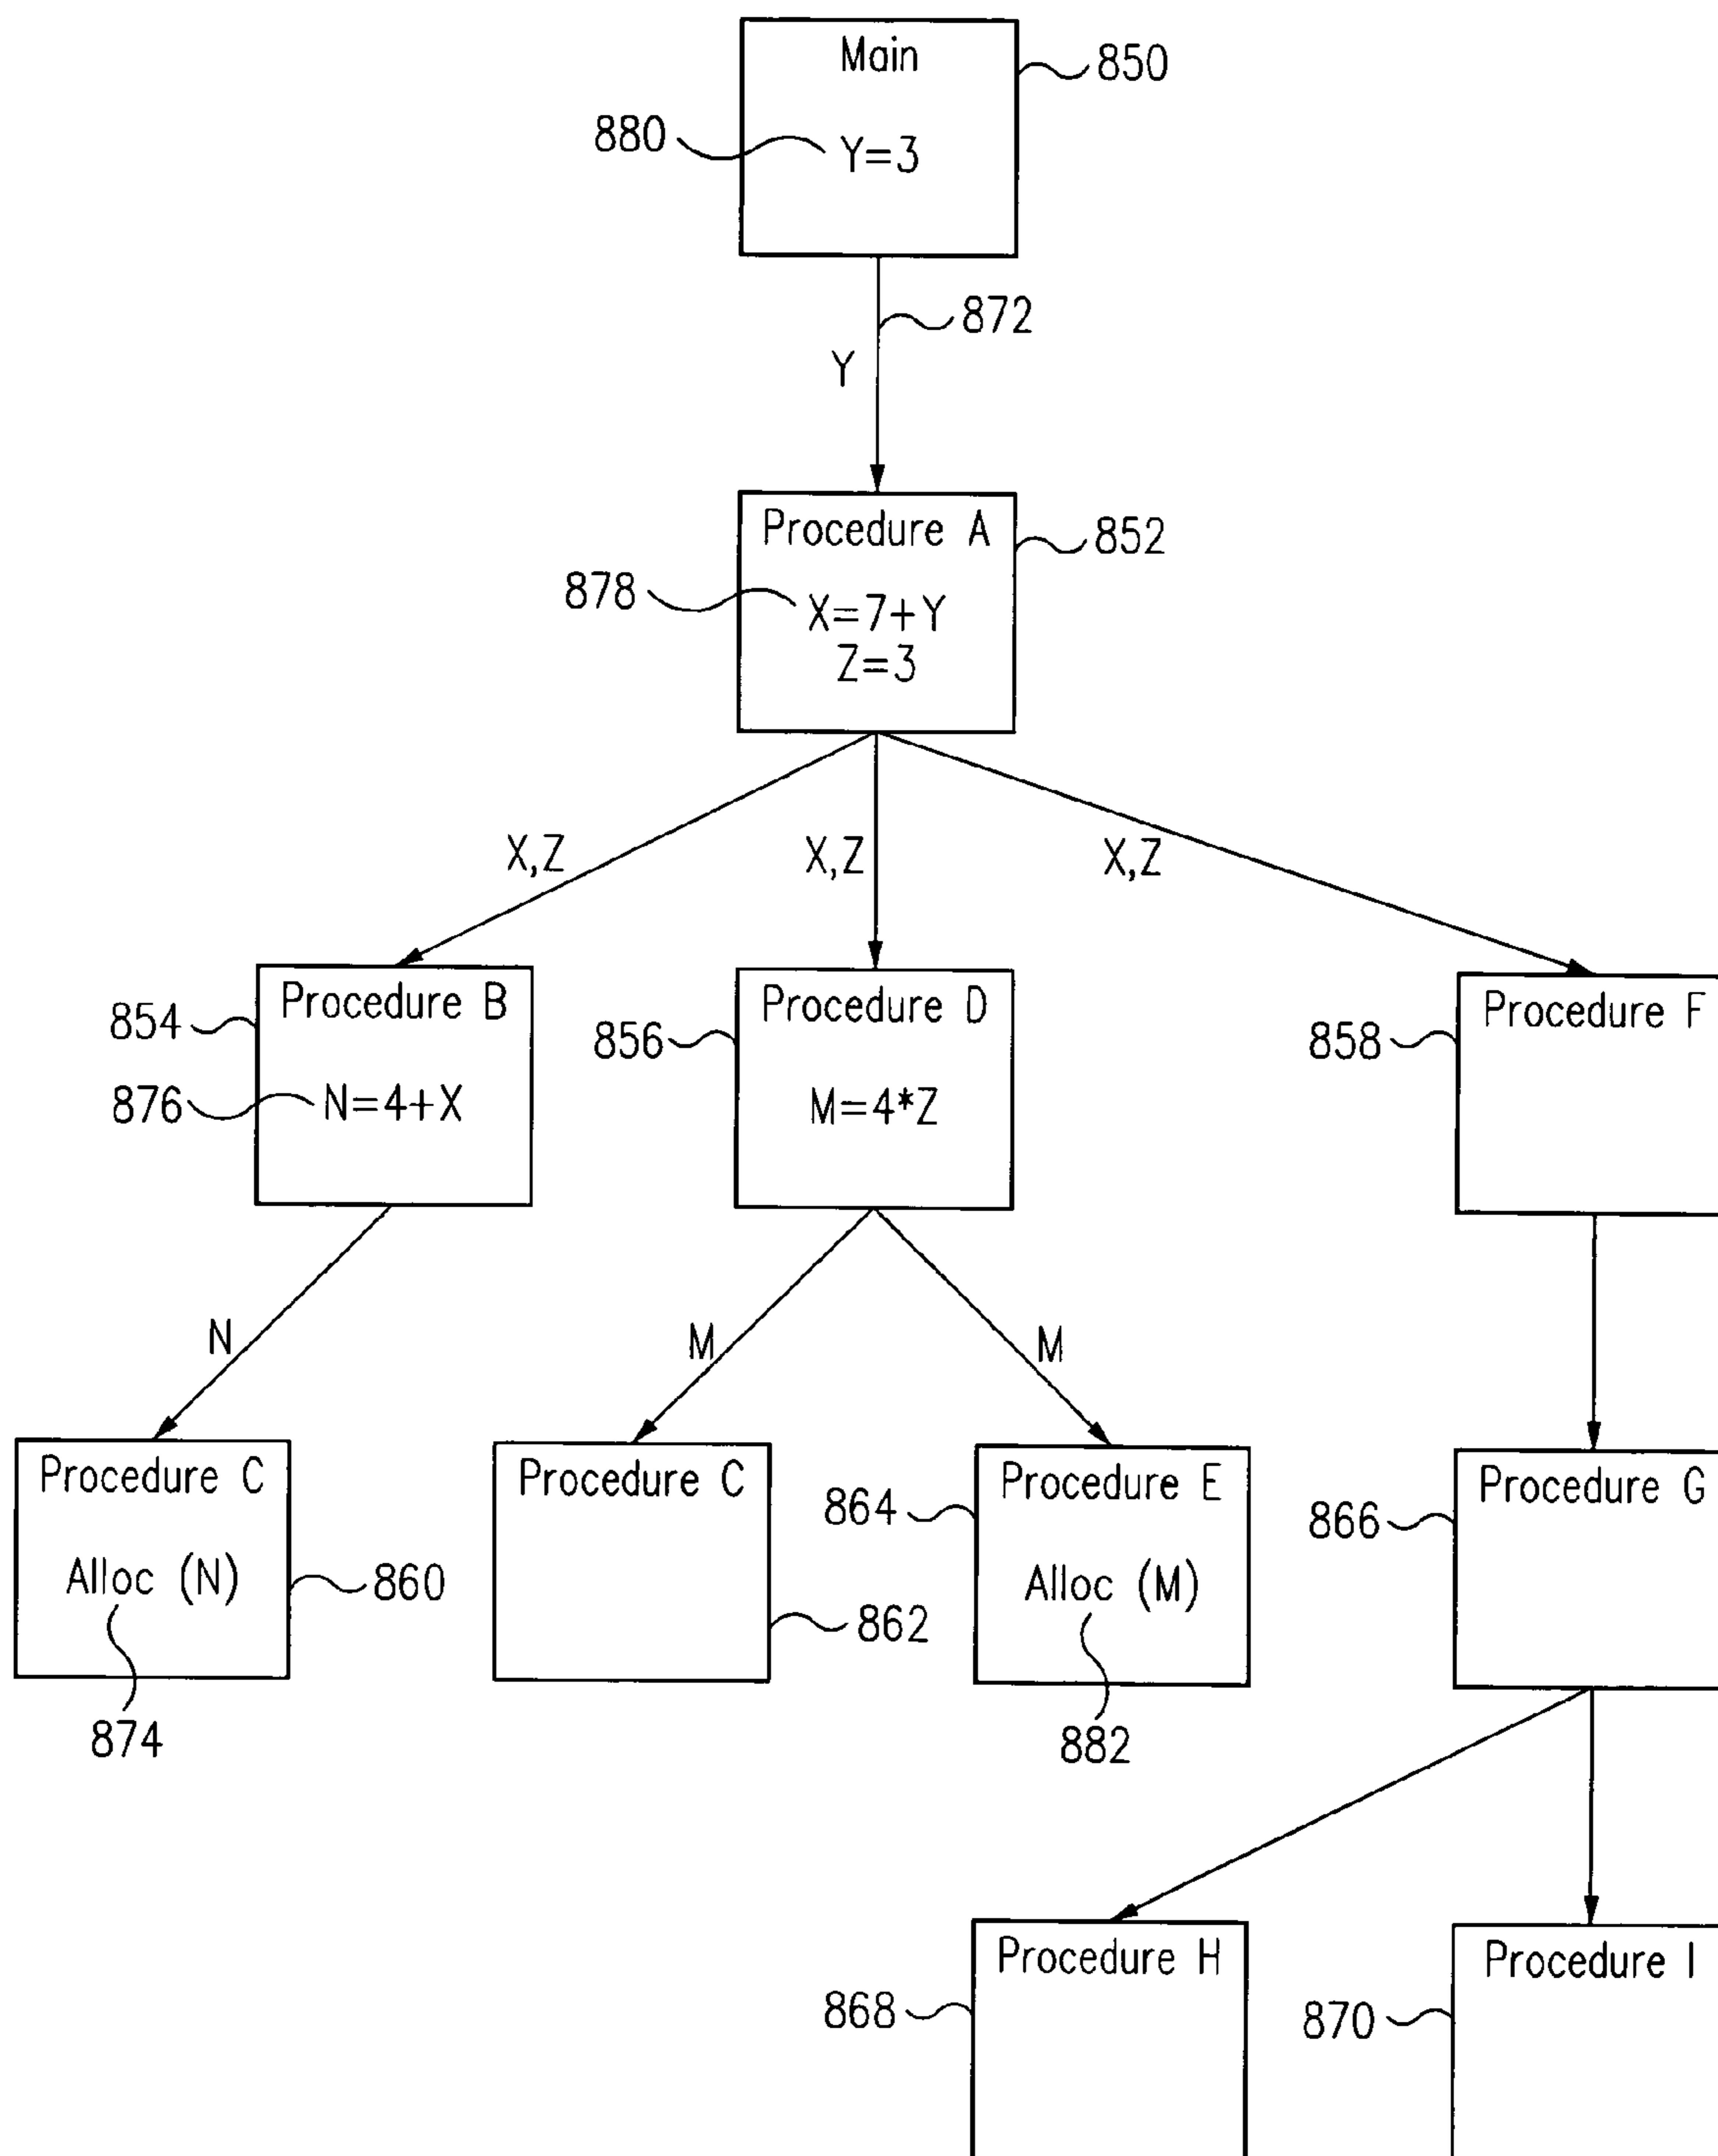 Main
850
880
Y=3
872
Y
Procedure A
852
878
X=7+Y
Z=3
X,Z
X,Z
X,Z
Procedure B
854
876
N=4+X
Procedure D
856
M=4*Z
Procedure F
858
N
M
M
Procedure C
Alloc (N)
860
874
Procedure C
862
Procedure E
864
Alloc (M)
882
Procedure G
866
Procedure H
868
Procedure I
870